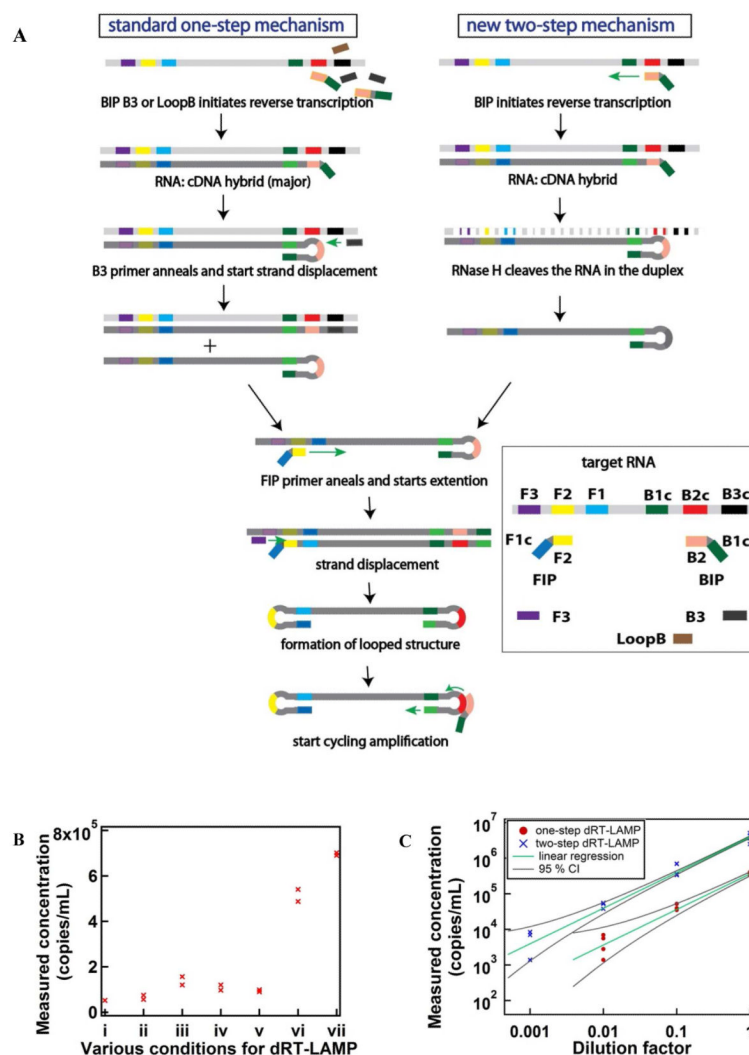 A
standard one-step mechanism
new two-step mechanism
BIP B3 or LoopB initiates reverse transcription
BIP initiates reverse transcription
RNA: cDNA hybrid (major)
RNA: cDNA hybrid
B3 primer anneals and start strand displacement
RNase H cleaves the RNA in the duplex
+
FIP primer aneals and starts extention
strand displacement
formation of looped structure
start cycling amplification
target RNA
F3 F2 F1 B1c B2c B3c
F1c F2 B2 B1c
FIP BIP
F3 B3
LoopB
B
8x10⁵
6
4
2
0
Measured concentration
(copies/mL)
i ii iii iv v vi vii
Various conditions for dRT-LAMP
C
one-step dRT-LAMP
two-step dRT-LAMP
linear regression
95 % CI
10⁷
10⁶
10⁵
10⁴
10³
10²
Measured concentration
(copies/mL)
0.001 0.01 0.1 1
Dilution factor